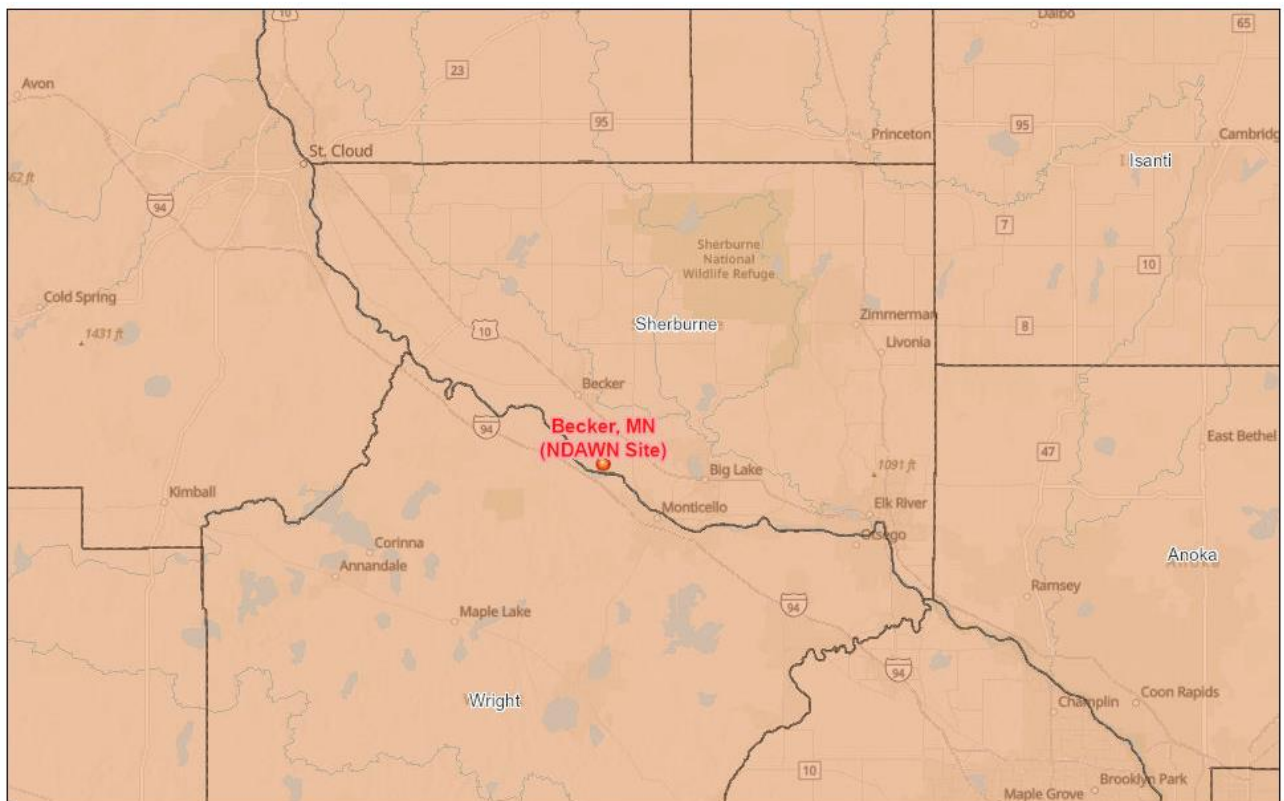 10
Dalbo
65
Avon
23
95
95
Princeton
Cambridg
St. Cloud
Isanti
62 ft
94
7
Sherburne
National
Wildlife Refuge
10
Cold Spring
1431 ft
Zimmerman
Sherburne
8
10
Livonia
Becker
94
Becker, MN
(NDAWN Site)
East Bethel
47
Big Lake
1091 ft
Kimball
Monticello
Elk River
Otsego
Corinna
Annandale
Anoka
Ramsey
94
Maple Lake
94
Wright
Champlin
Coon Rapids
10
Brooklyn Park
Maple Grove